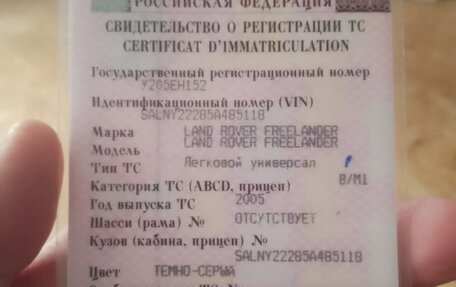 РОССИЙСКАЯ ФЕДЕРАЦИЯ
СВИДЕТЕЛЬСТВО О РЕГИСТРАЦИИ ТС
CERTIFICAT D'IMMATRICULATION
Государственный регистрационный номер
У205ЕН152
Идентификационный номер (VIN)
SALNY22285A485118
Марка LAND ROVER FREELANDER
Модель LAND ROVER FREELANDER
Тип ТС Легковой универсал
Категория ТС (ABCD, прицеп) B/M1
Год выпуска ТС 2005
Шасси (рама) № ОТСУТСТВУЕТ
Кузов (кабина, прицеп) №
SALNY22285A485118
Цвет ТЕМНО-СЕРЫЙ